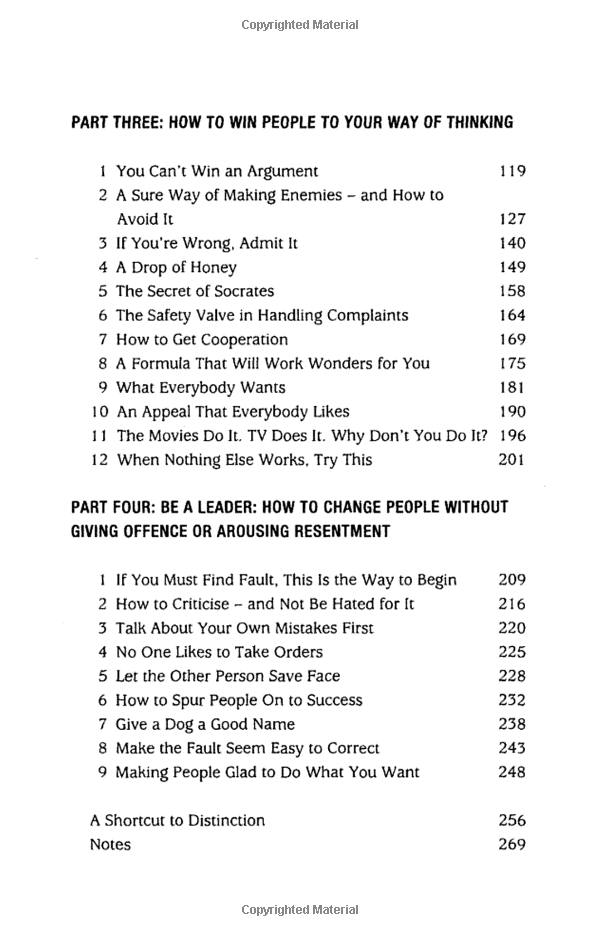 Copyrighted Material
PART THREE: HOW TO WIN PEOPLE TO YOUR WAY OF THINKING
1 You Can't Win an Argument 119
2 A Sure Way of Making Enemies – and How to
Avoid It 127
3 If You're Wrong, Admit It 140
4 A Drop of Honey 149
5 The Secret of Socrates 158
6 The Safety Valve in Handling Complaints 164
7 How to Get Cooperation 169
8 A Formula That Will Work Wonders for You 175
9 What Everybody Wants 181
10 An Appeal That Everybody Likes 190
11 The Movies Do It. TV Does It. Why Don't You Do It? 196
12 When Nothing Else Works, Try This 201
PART FOUR: BE A LEADER: HOW TO CHANGE PEOPLE WITHOUT
GIVING OFFENCE OR AROUSING RESENTMENT
1 If You Must Find Fault, This Is the Way to Begin 209
2 How to Criticise – and Not Be Hated for It 216
3 Talk About Your Own Mistakes First 220
4 No One Likes to Take Orders 225
5 Let the Other Person Save Face 228
6 How to Spur People On to Success 232
7 Give a Dog a Good Name 238
8 Make the Fault Seem Easy to Correct 243
9 Making People Glad to Do What You Want 248
A Shortcut to Distinction 256
Notes 269
Copyrighted Material